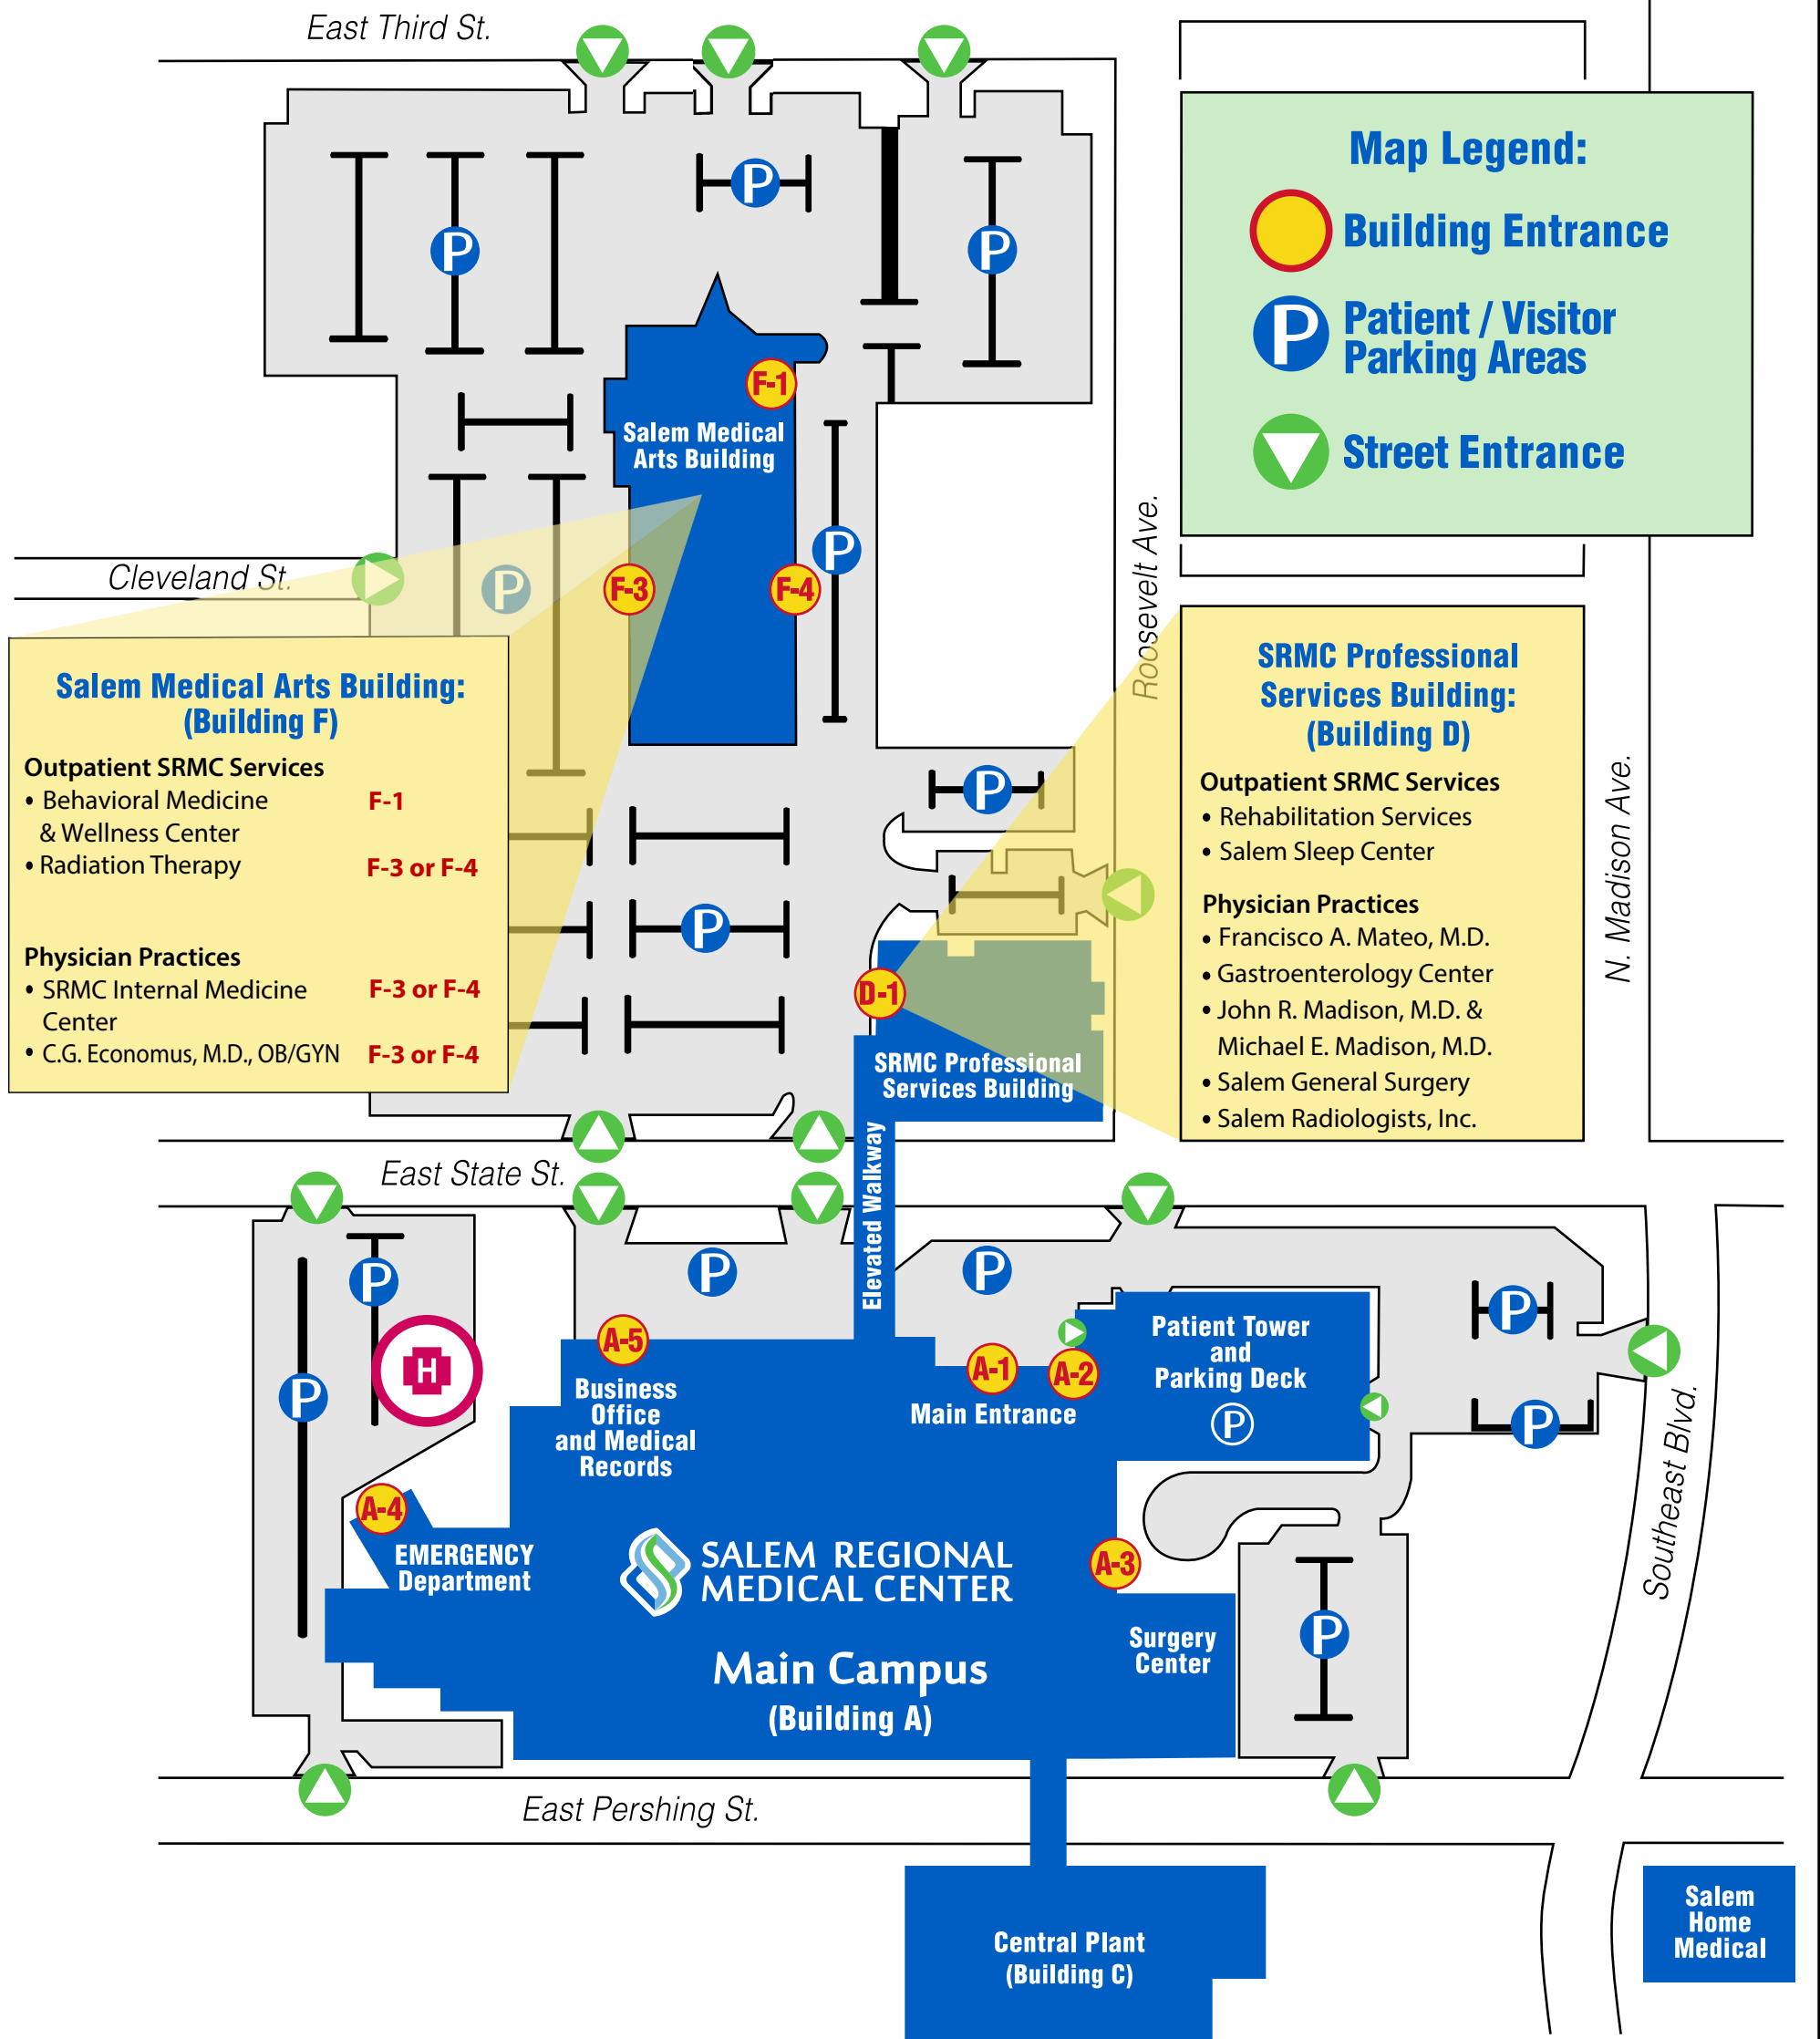 East Third St.
P
P
P
Map Legend:
Building Entrance
P Patient / Visitor
Parking Areas
Street Entrance
F-1
Salem Medical
Arts Building
P
Roosevelt Ave.
Cleveland St.
P
F-3
F-4
Salem Medical Arts Building:
(Building F)
Outpatient SRMC Services
• Behavioral Medicine F-1
& Wellness Center
• Radiation Therapy F-3 or F-4
Physician Practices
• SRMC Internal Medicine F-3 or F-4
Center
• C.G. Economus, M.D., OB/GYN F-3 or F-4
SRMC Professional
Services Building:
(Building D)
Outpatient SRMC Services
• Rehabilitation Services
• Salem Sleep Center
Physician Practices
• Francisco A. Mateo, M.D.
• Gastroenterology Center
• John R. Madison, M.D. &
Michael E. Madison, M.D.
• Salem General Surgery
• Salem Radiologists, Inc.
N. Madison Ave.
P
P
D-1
SRMC Professional
Services Building
Elevated Walkway
East State St.
P
P
P
P
H
P
A-5
Business
Office
and Medical
Records
A-1
A-2
Main Entrance
Patient Tower
and
Parking Deck
P
P
P
Southeast Blvd.
A-4
EMERGENCY
Department
SALEM REGIONAL
MEDICAL CENTER
A-3
Main Campus
(Building A)
Surgery
Center
P
East Pershing St.
Central Plant
(Building C)
Salem
Home
Medical